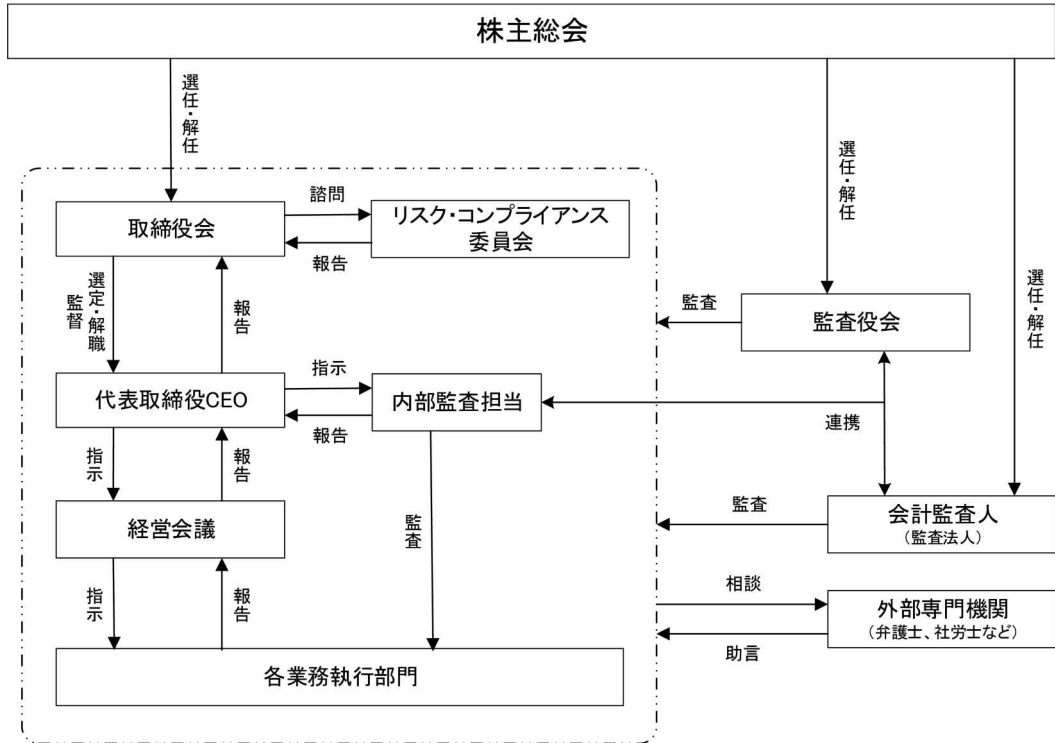 株主総会
選任・解任
選任・解任
選任・解任
取締役会
諮問
報告
リスク・コンプライアンス
委員会
選定・解職
監督
報告
監査
監査役会
代表取締役CEO
指示
報告
内部監査担当
連携
指示
報告
監査
経営会議
監査
会計監査人
(監査法人)
指示
報告
相談
助言
外部専門機関
(弁護士、社労士など)
各業務執行部門